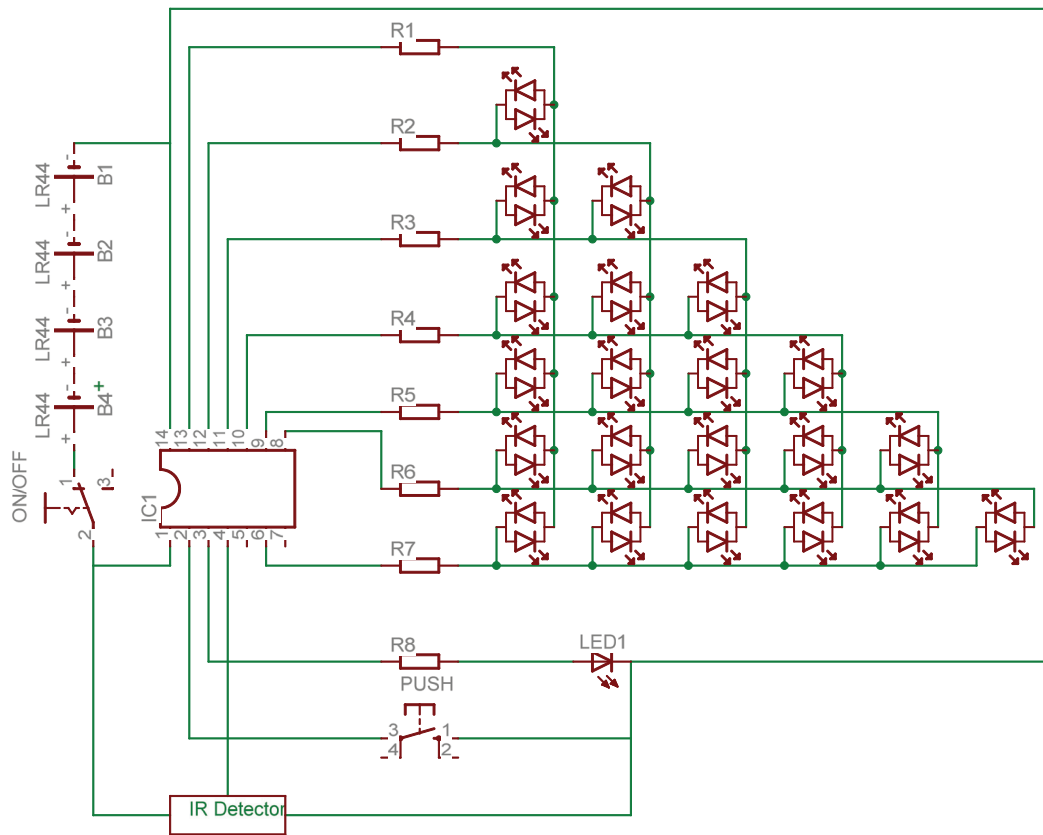 R1
R2
R3
R4
R5
R6
R7
LR44
-
+
B1
LR44
-
+
B2
LR44
-
+
B3
LR44
-
+
B4
+
ON/OFF
1
3
2
14
13
12
11
10
9
8
IC1
1
2
3
4
5
6
7
R8
LED1
PUSH
3
1
4
2
IR Detector